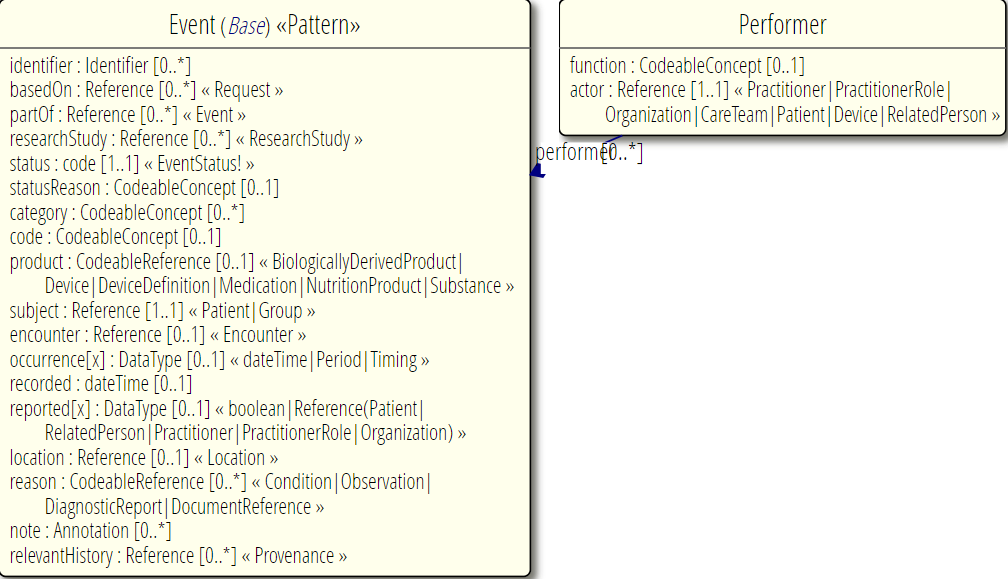 Event (Base) «Pattern»
identifier : Identifier [0..*]
basedOn : Reference [0..*] « Request »
partOf : Reference [0..*] « Event »
researchStudy : Reference [0..*] « ResearchStudy »
status : code [1..1] « EventStatus! »
statusReason : CodeableConcept [0..1]
category : CodeableConcept [0..*]
code : CodeableConcept [0..1]
product : CodeableReference [0..1] « BiologicallyDerivedProduct|
Device|DeviceDefinition|Medication|NutritionProduct|Substance »
subject : Reference [1..1] « Patient|Group »
encounter : Reference [0..1] « Encounter »
occurrence[x] : DataType [0..1] « dateTime|Period|Timing »
recorded : dateTime [0..1]
reported[x] : DataType [0..1] « boolean|Reference(Patient|
RelatedPerson|Practitioner|PractitionerRole|Organization) »
location : Reference [0..1] « Location »
reason : CodeableReference [0..*] « Condition|Observation|
DiagnosticReport|DocumentReference »
note : Annotation [0..*]
relevantHistory : Reference [0..*] « Provenance »
Performer
function : CodeableConcept [0..1]
actor : Reference [1..1] « Practitioner|PractitionerRole|
Organization|CareTeam|Patient|Device|RelatedPerson »
performer [0..*]